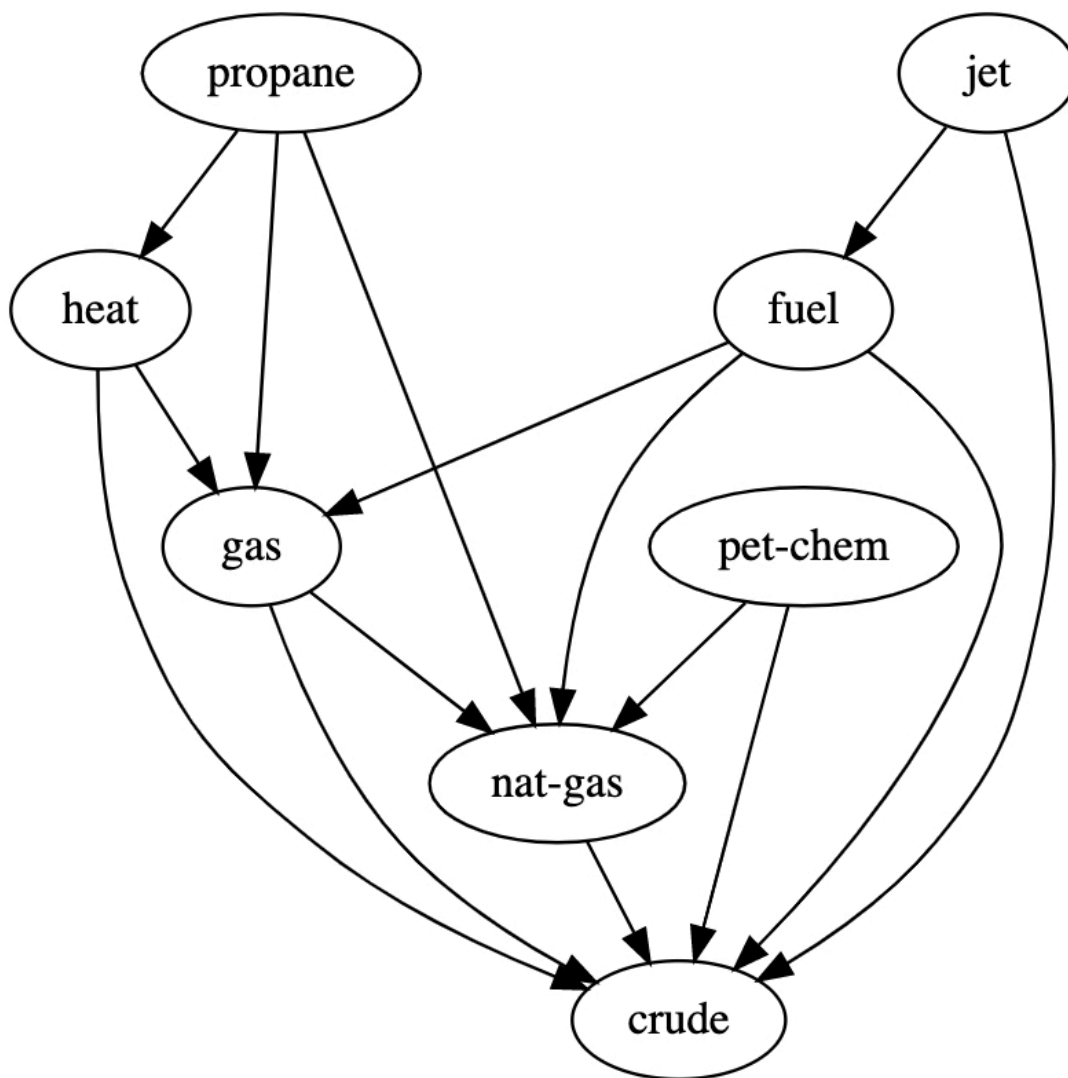 propane
jet
heat
fuel
gas
pet-chem
nat-gas
crude